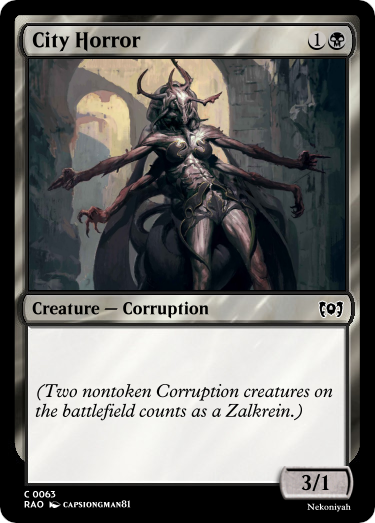 City Horror
1
Creature — Corruption
(Two nontoken Corruption creatures on
the battlefield counts as a Zalkrein.)
3/1
C 0063
RAO CAPSIONGMAN81
Nekoniyah